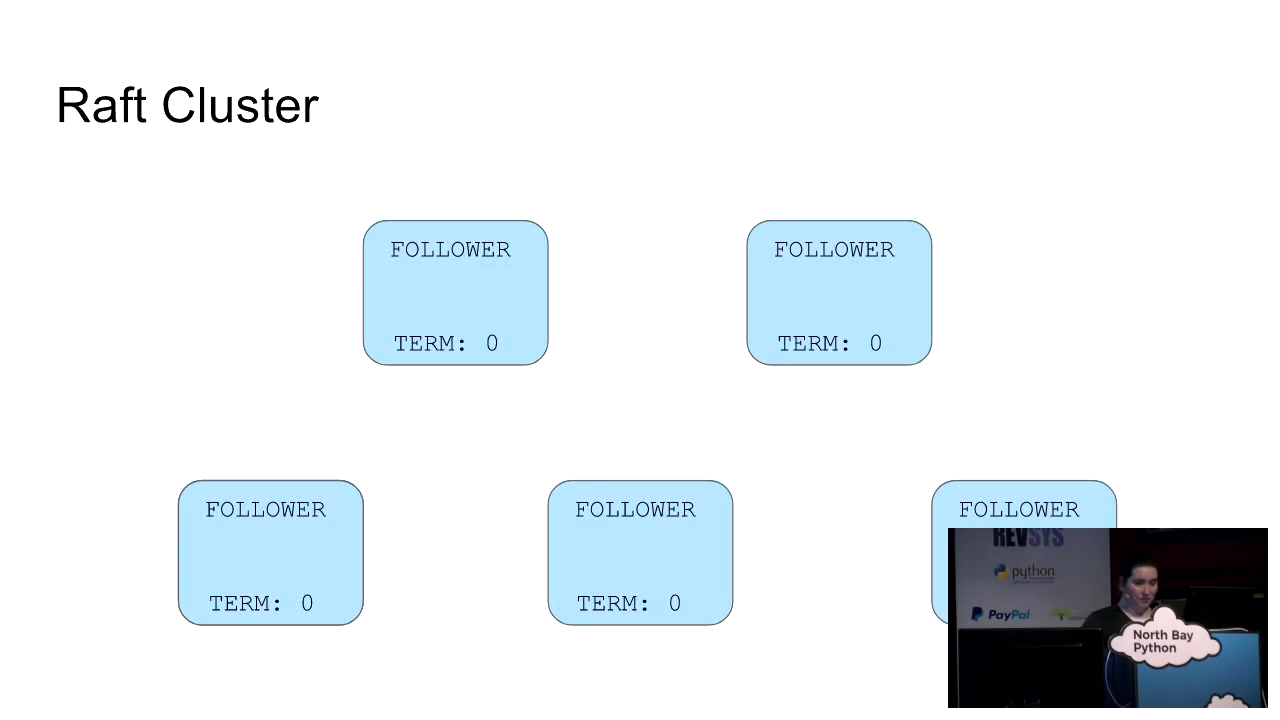 Raft Cluster
FOLLOWER
FOLLOWER
TERM: 0
TERM: 0
FOLLOWER
FOLLOWER
FOLLOWER
TERM: 0
TERM: 0
REVSYS
python
PayPal
North Bay
Python